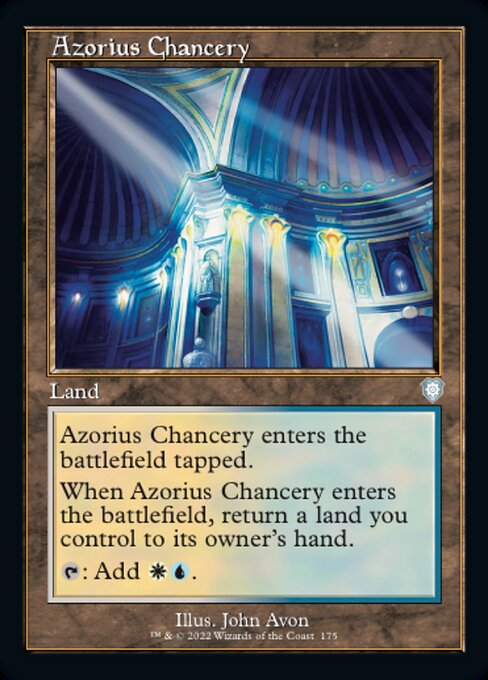 Azorius Chancery
Land
Azorius Chancery enters the
battlefield tapped.
When Azorius Chancery enters
the battlefield, return a land you
control to its owner's hand.
: Add .
Illus. John Avon
™ & © 2022 Wizards of the Coast 175